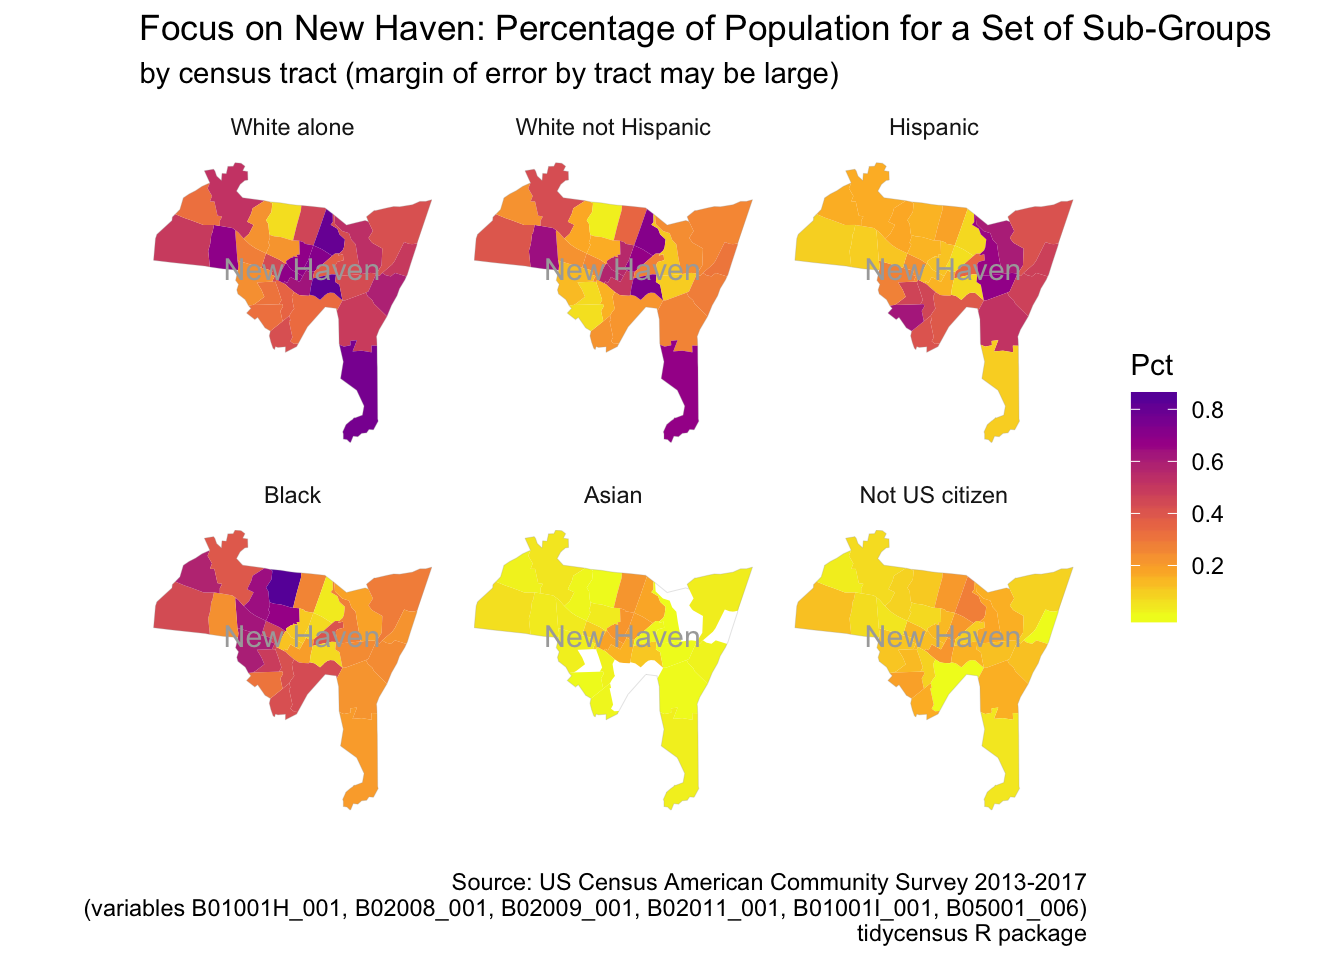 Focus on New Haven: Percentage of Population for a Set of Sub-Groups
by census tract (margin of error by tract may be large)
White alone
White not Hispanic
Hispanic
New Haven
New Haven
New Haven
Pct
0.8
0.6
0.4
0.2
Black
Asian
Not US citizen
New Haven
New Haven
New Haven
Source: US Census American Community Survey 2013-2017
(variables B01001H_001, B02008_001, B02009_001, B02011_001, B01001I_001, B05001_006)
tidycensus R package